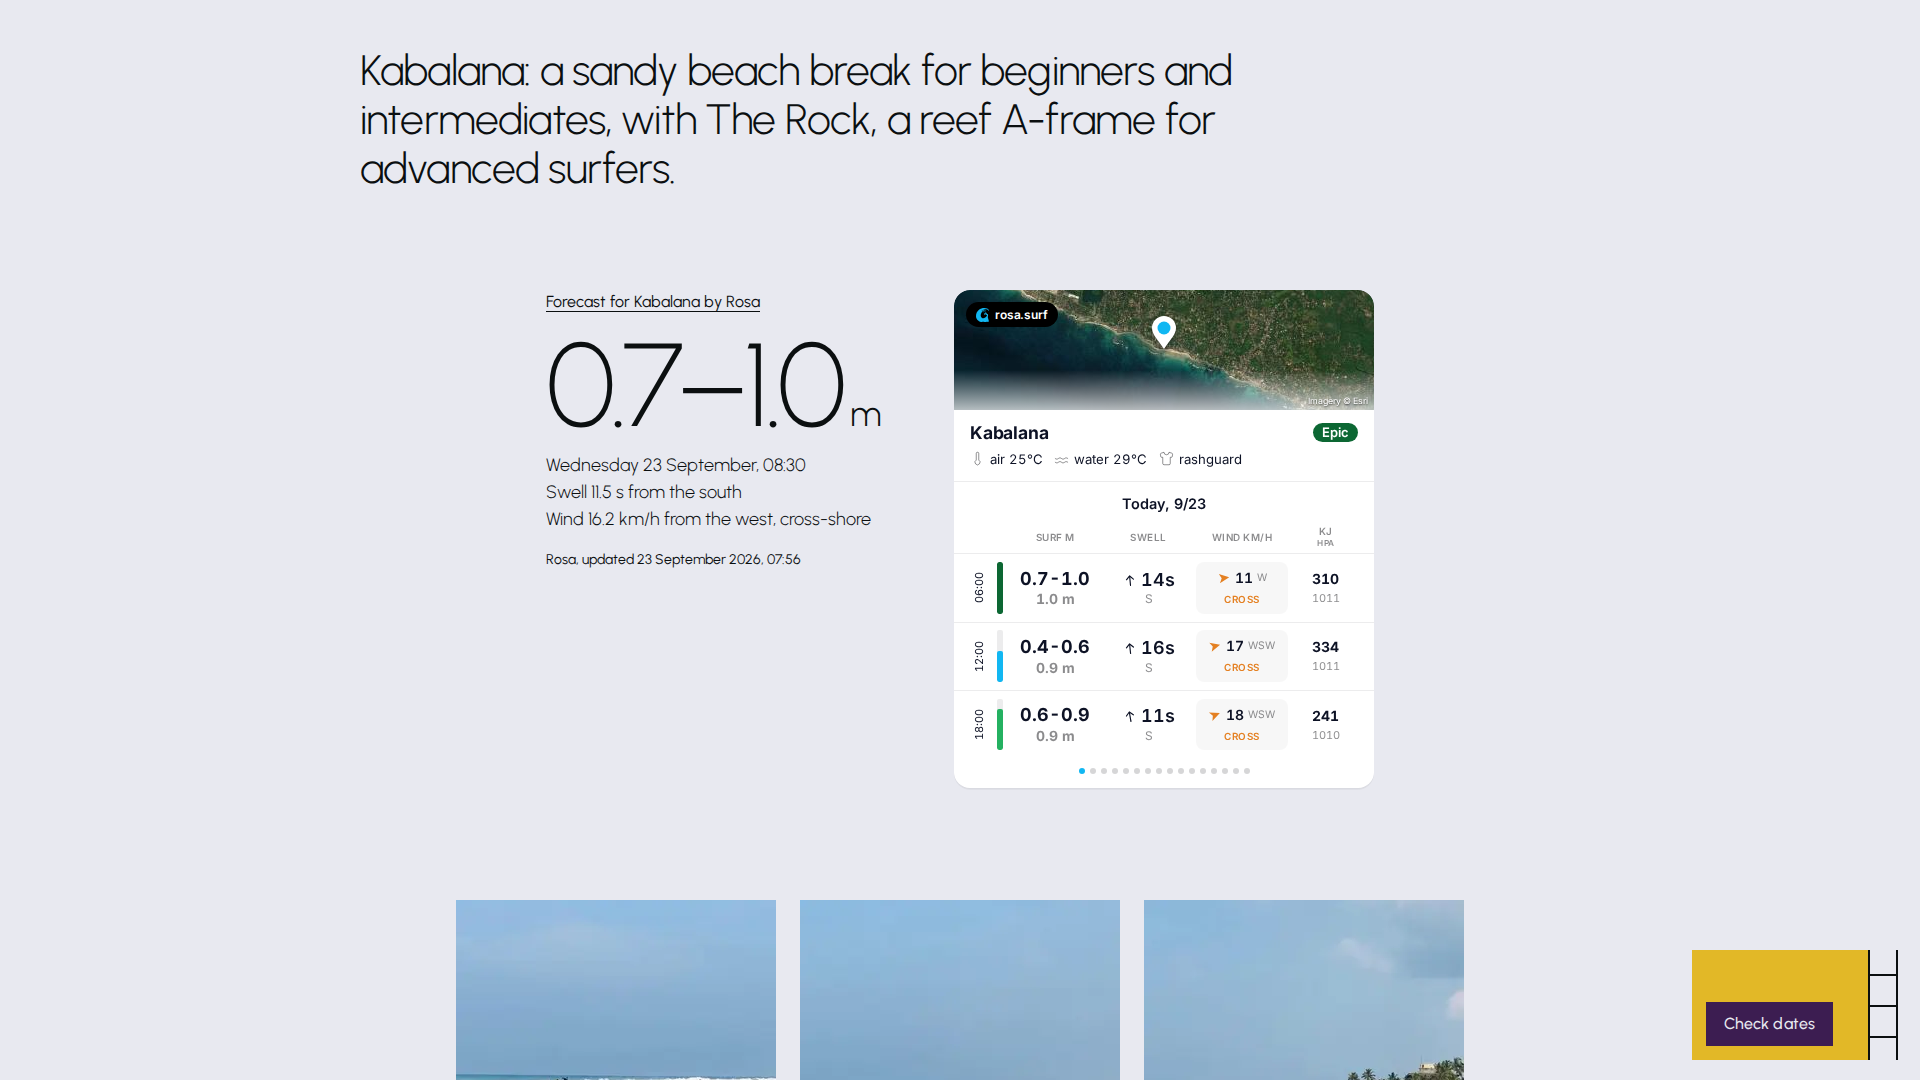 Kabalana: a sandy beach break for beginners and
intermediates, with The Rock, a reef A-frame for
advanced surfers.
Forecast for Kabalana by Rosa
0.7–1.0 m
Wednesday 23 September, 08:30
Swell 11.5 s from the south
Wind 16.2 km/h from the west, cross-shore
Rosa, updated 23 September 2026, 07:56
rosa.surf
Imagery © Esri
Kabalana
Epic
air 25°C water 29°C rashguard
Today, 9/23
SURF M SWELL WIND KM/H KJ
HPA
06:00 0.7-1.0 14s 11 W 310
1.0 m S CROSS 1011
12:00 0.4-0.6 16s 17 WSW 334
0.9 m S CROSS 1011
18:00 0.6-0.9 11s 18 WSW 241
0.9 m S CROSS 1010
Check dates